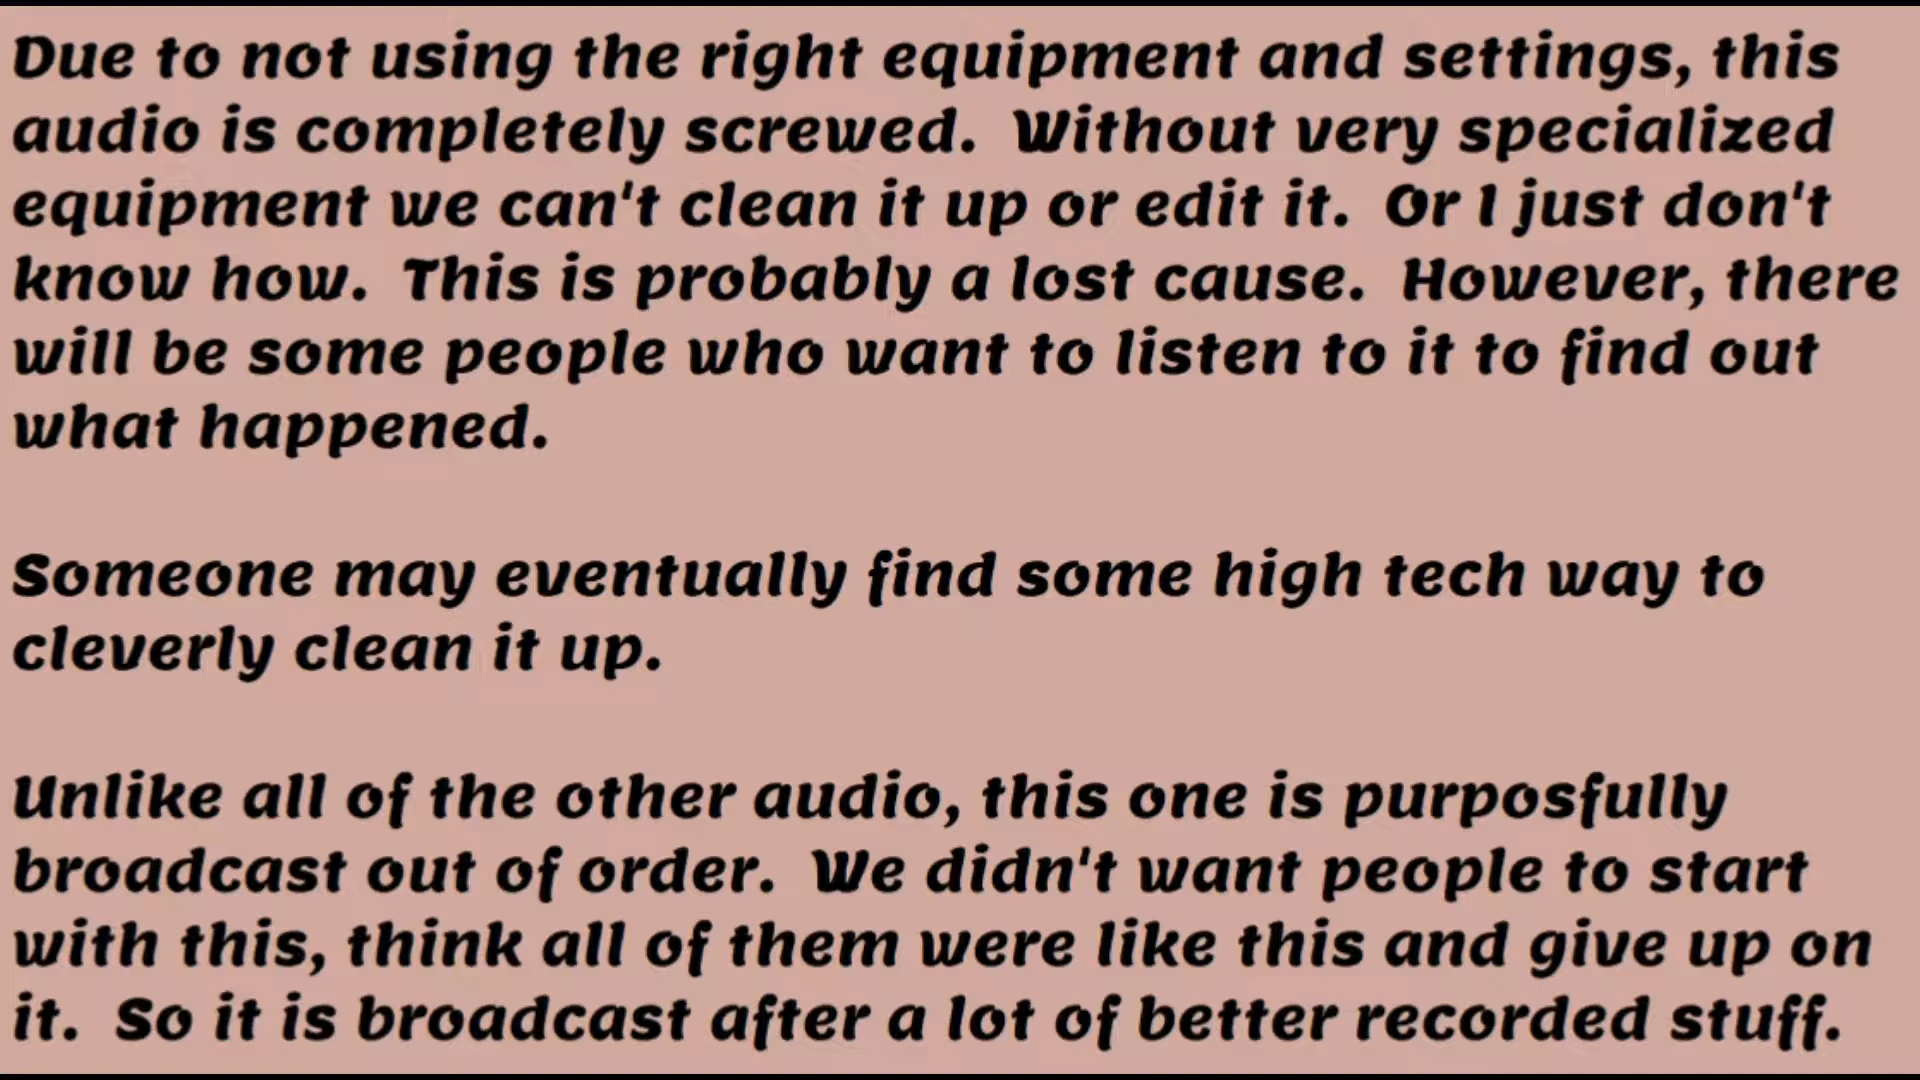 Due to not using the right equipment and settings, this
audio is completely screwed.  Without very specialized
equipment we can't clean it up or edit it.  Or I just don't
know how.  This is probably a lost cause.  However, there
will be some people who want to listen to it to find out
what happened.
Someone may eventually find some high tech way to
cleverly clean it up.
Unlike all of the other audio, this one is purposfully
broadcast out of order.  We didn't want people to start
with this, think all of them were like this and give up on
it.  So it is broadcast after a lot of better recorded stuff.